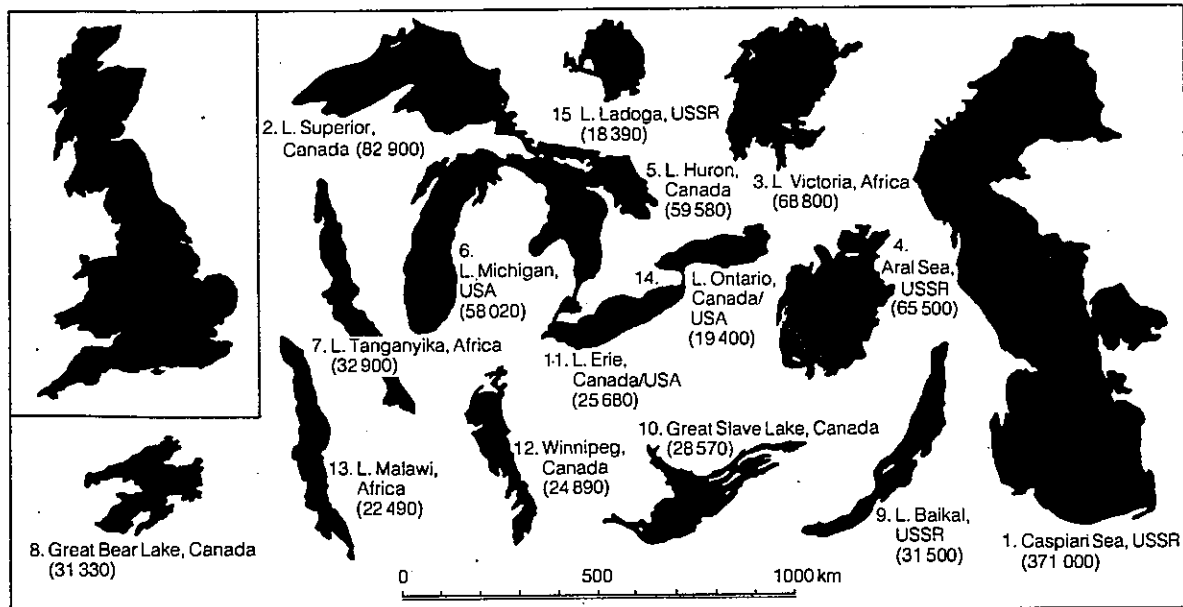 2. L. Superior,
Canada (82 900)
15 L. Ladoga, USSR
(18 390)
5. L. Huron,
Canada
(59 580)
3. L Victoria, Africa
(68 800)
6.
L. Michigan,
USA
(58 020)
14.
L. Ontario,
Canada/
USA
(19 400)
4.
Aral Sea,
USSR
(65 500)
7. L. Tanganyika, Africa
(32 900)
11. L. Erie,
Canada/USA
(25 680)
10. Great Slave Lake, Canada
(28 570)
12. Winnipeg,
Canada
(24 890)
13. L. Malawi,
Africa
(22 490)
8. Great Bear Lake, Canada
(31 330)
9. L. Baikal,
USSR
(31 500)
1. Caspian Sea, USSR
(371 000)
0 500 1000 km